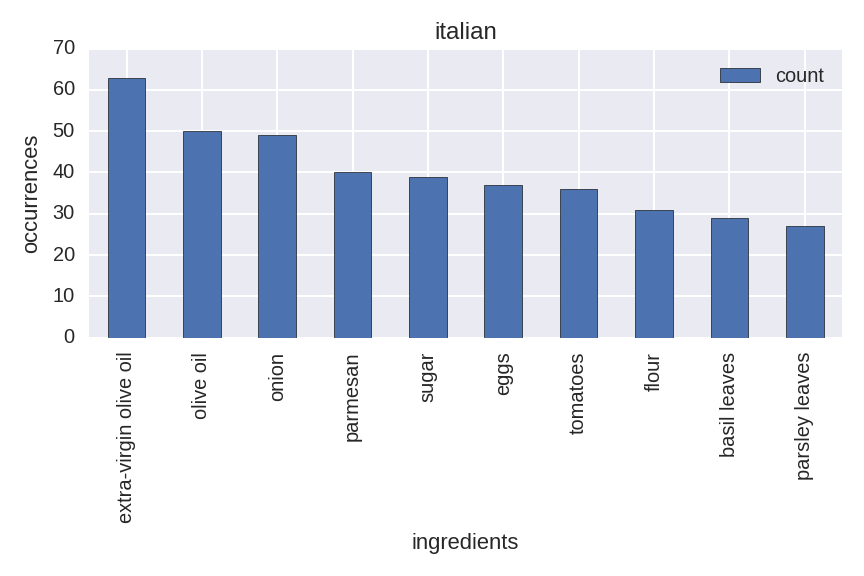 italian
count
occurrences
70
60
50
40
30
20
10
0
extra-virgin olive oil
olive oil
onion
parmesan
sugar
eggs
tomatoes
flour
basil leaves
parsley leaves
ingredients